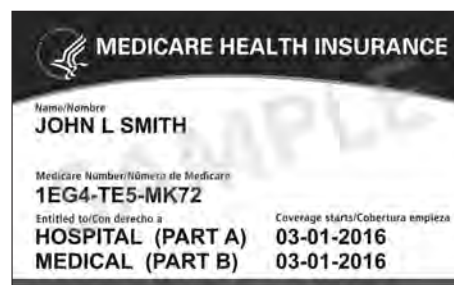 MEDICARE HEALTH INSURANCE
Name/Nombre
JOHN L SMITH
Medicare Number/Número de Medicare
1EG4-TE5-MK72
Entitled to/Con derecho a Coverage starts/Cobertura empieza
HOSPITAL (PART A) 03-01-2016
MEDICAL (PART B) 03-01-2016
SAMPLE